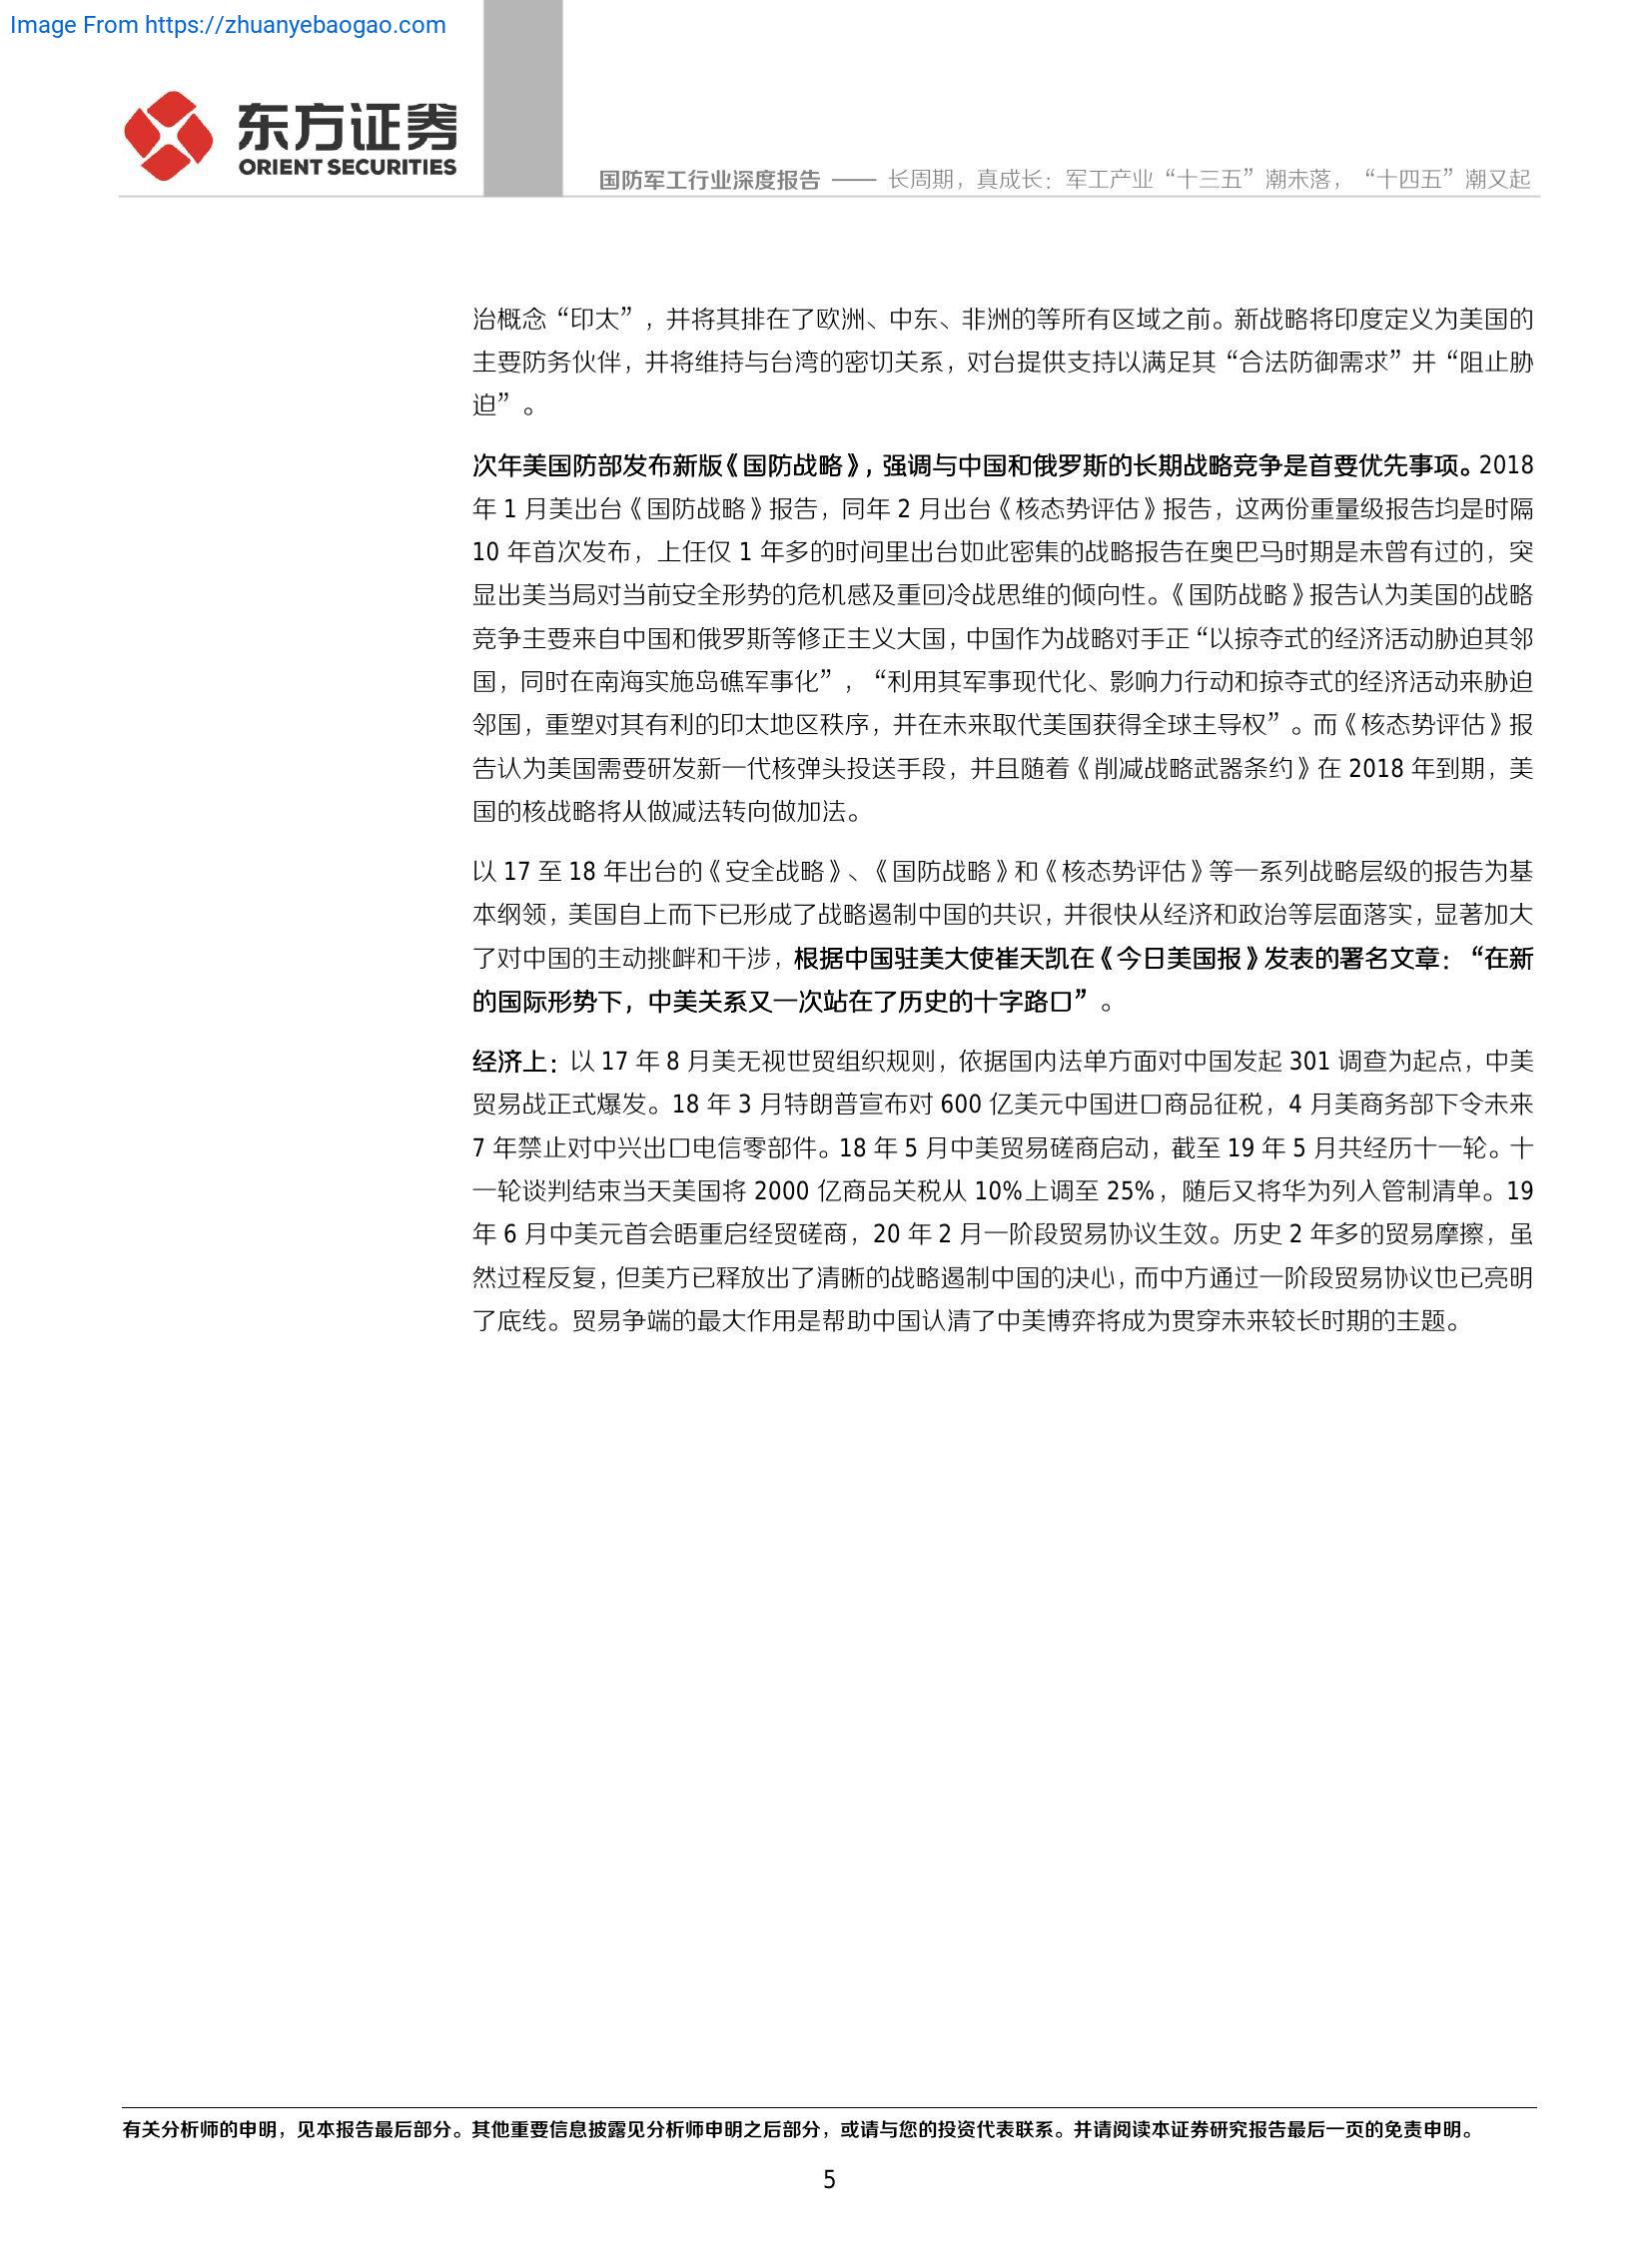 Image From https://zhuanyebaogao.com
东方证券
ORIENT SECURITIES
国防军工行业深度报告 —— 长周期，真成长：军工产业“十三五”潮未落，“十四五”潮又起
治概念“印太”，并将其排在了欧洲、中东、非洲的等所有区域之前。新战略将印度定义为美国的
主要防务伙伴，并将维持与台湾的密切关系，对台提供支持以满足其“合法防御需求”并“阻止胁
迫”。
次年美国防部发布新版《国防战略》，强调与中国和俄罗斯的长期战略竞争是首要优先事项。2018
年 1 月美出台《国防战略》报告，同年 2 月出台《核态势评估》报告，这两份重量级报告均是时隔
10 年首次发布，上任仅 1 年多的时间里出台如此密集的战略报告在奥巴马时期是未曾有过的，突
显出美当局对当前安全形势的危机感及重回冷战思维的倾向性。《国防战略》报告认为美国的战略
竞争主要来自中国和俄罗斯等修正主义大国，中国作为战略对手正“以掠夺式的经济活动胁迫其邻
国，同时在南海实施岛礁军事化”，“利用其军事现代化、影响力行动和掠夺式的经济活动来胁迫
邻国，重塑对其有利的印太地区秩序，并在未来取代美国获得全球主导权”。而《核态势评估》报
告认为美国需要研发新一代核弹头投送手段，并且随着《削减战略武器条约》在 2018 年到期，美
国的核战略将从做减法转向做加法。
以 17 至 18 年出台的《安全战略》、《国防战略》和《核态势评估》等一系列战略层级的报告为基
本纲领，美国自上而下已形成了战略遏制中国的共识，并很快从经济和政治等层面落实，显著加大
了对中国的主动挑衅和干涉，根据中国驻美大使崔天凯在《今日美国报》发表的署名文章：“在新
的国际形势下，中美关系又一次站在了历史的十字路口”。
经济上：以 17 年 8 月美无视世贸组织规则，依据国内法单方面对中国发起 301 调查为起点，中美
贸易战正式爆发。18 年 3 月特朗普宣布对 600 亿美元中国进口商品征税，4 月美商务部下令未来
7 年禁止对中兴出口电信零部件。18 年 5 月中美贸易磋商启动，截至 19 年 5 月共经历十一轮。十
一轮谈判结束当天美国将 2000 亿商品关税从 10%上调至 25%，随后又将华为列入管制清单。19
年 6 月中美元首会晤重启经贸磋商，20 年 2 月一阶段贸易协议生效。历史 2 年多的贸易摩擦，虽
然过程反复，但美方已释放出了清晰的战略遏制中国的决心，而中方通过一阶段贸易协议也已亮明
了底线。贸易争端的最大作用是帮助中国认清了中美博弈将成为贯穿未来较长时期的主题。
有关分析师的申明，见本报告最后部分。其他重要信息披露见分析师申明之后部分，或请与您的投资代表联系。并请阅读本证券研究报告最后一页的免责申明。
5